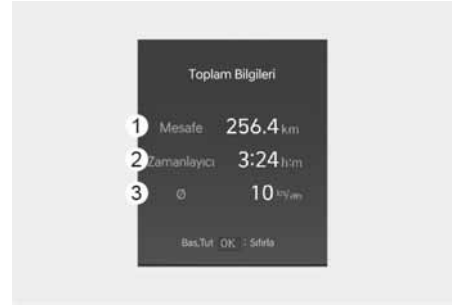 Toplam Bilgileri
1 Mesafe 256.4 km
2 Zamanlayıcı 3:24 h:m
3 Ø 10
Bas,Tut OK : Sıfırla